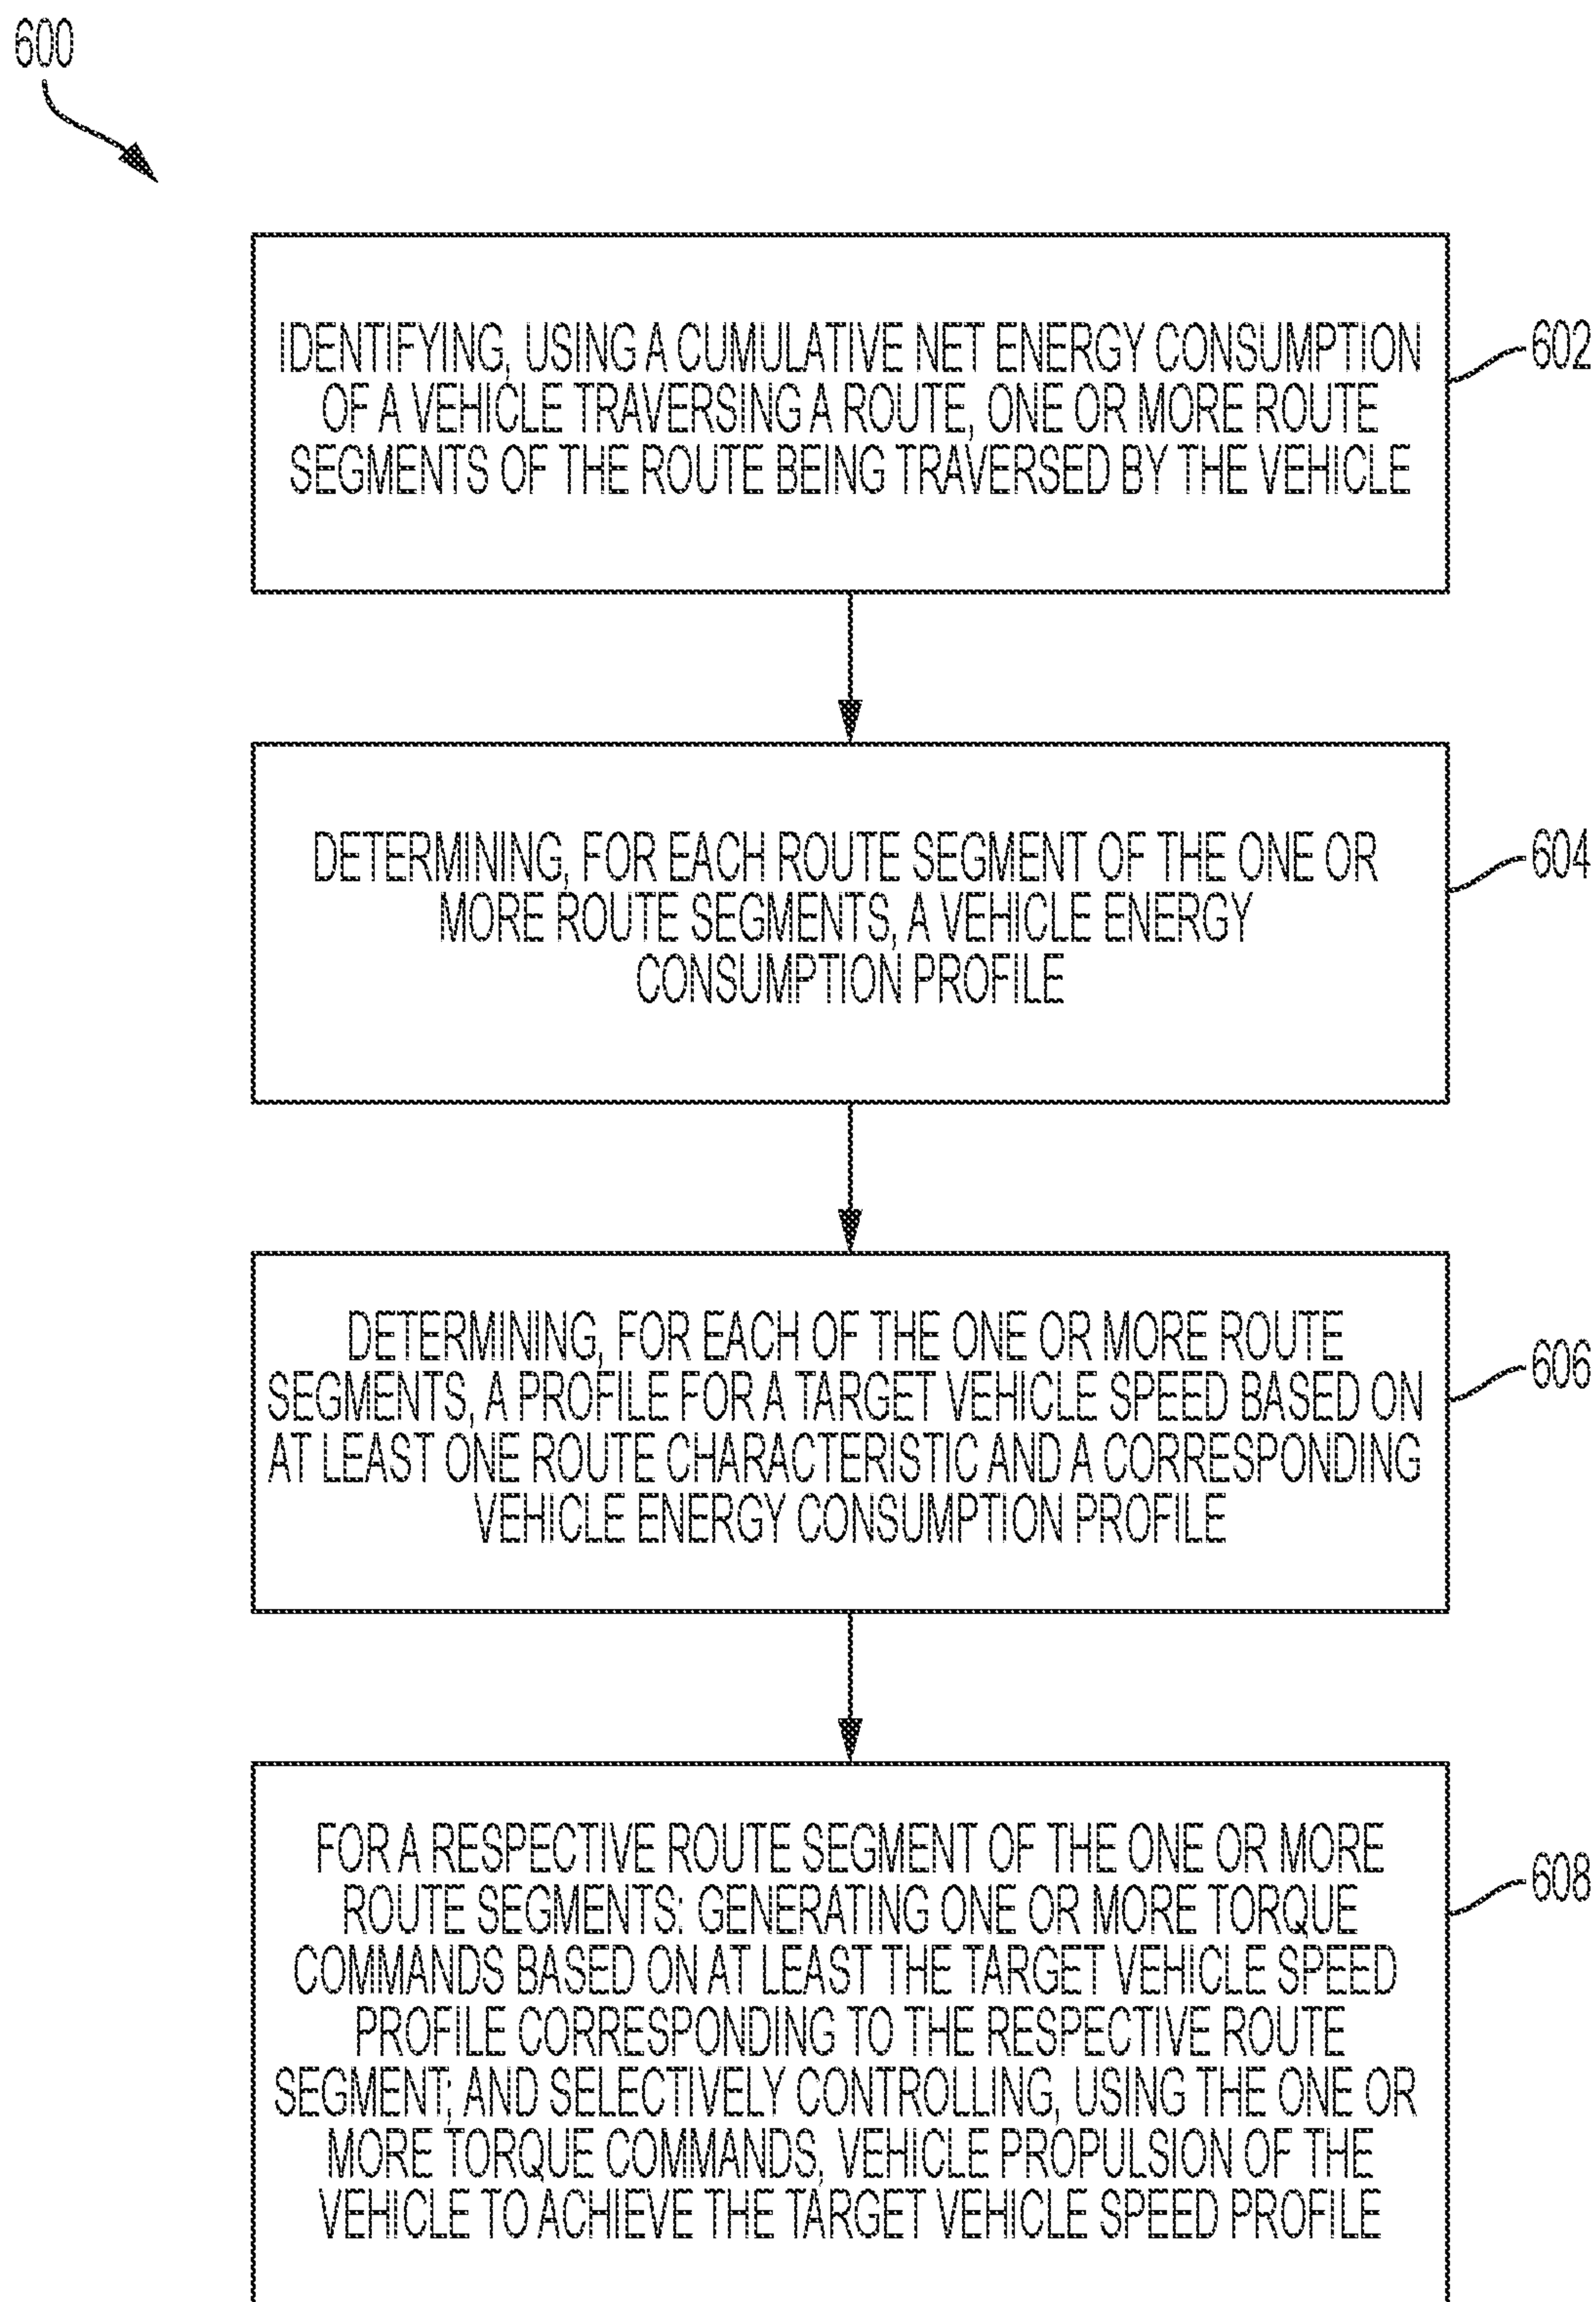 600
IDENTIFYING, USING A CUMULATIVE NET ENERGY CONSUMPTION
OF A VEHICLE TRAVERSING A ROUTE, ONE OR MORE ROUTE
SEGMENTS OF THE ROUTE BEING TRAVERSED BY THE VEHICLE
602
DETERMINING, FOR EACH ROUTE SEGMENT OF THE ONE OR
MORE ROUTE SEGMENTS, A VEHICLE ENERGY
CONSUMPTION PROFILE
604
DETERMINING, FOR EACH OF THE ONE OR MORE ROUTE
SEGMENTS, A PROFILE FOR A TARGET VEHICLE SPEED BASED ON
AT LEAST ONE ROUTE CHARACTERISTIC AND A CORRESPONDING
VEHICLE ENERGY CONSUMPTION PROFILE
606
FOR A RESPECTIVE ROUTE SEGMENT OF THE ONE OR MORE
ROUTE SEGMENTS: GENERATING ONE OR MORE TORQUE
COMMANDS BASED ON AT LEAST THE TARGET VEHICLE SPEED
PROFILE CORRESPONDING TO THE RESPECTIVE ROUTE
SEGMENT; AND SELECTIVELY CONTROLLING, USING THE ONE OR
MORE TORQUE COMMANDS, VEHICLE PROPULSION OF THE
VEHICLE TO ACHIEVE THE TARGET VEHICLE SPEED PROFILE
608